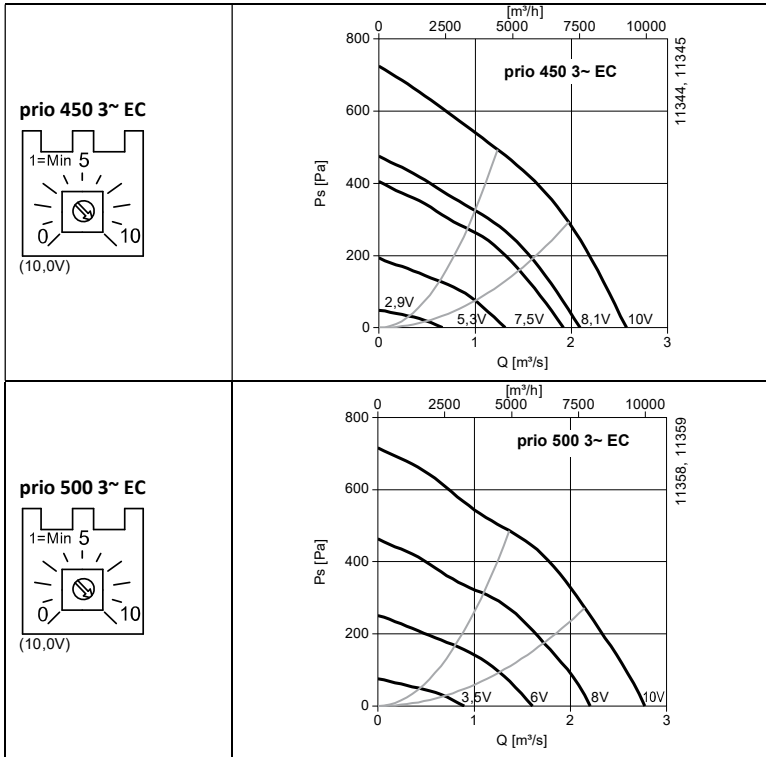 prio 450 3~ EC
1=Min 5
0 10
(10,0V)
[m³/h]
0 2500 5000 7500 10000
800
600
400
200
0
Ps [Pa]
prio 450 3~ EC
11344, 11345
2,9V 5,3V 7,5V 8,1V 10V
0 1 2 3
Q [m³/s]
prio 500 3~ EC
1=Min 5
0 10
(10,0V)
[m³/h]
0 2500 5000 7500 10000
800
600
400
200
0
Ps [Pa]
prio 500 3~ EC
11358, 11359
3,5V 6V 8V 10V
0 1 2 3
Q [m³/s]